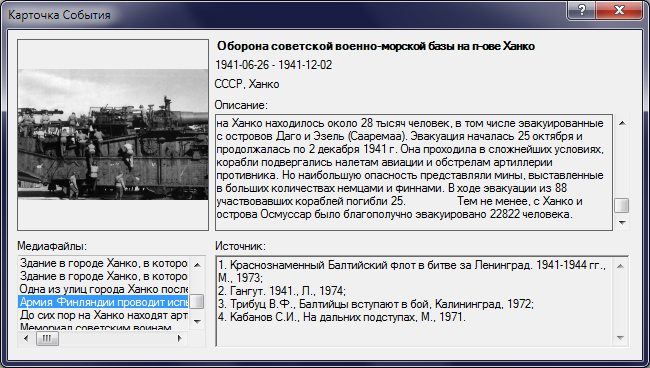 Карточка События
Оборона советской военно-морской базы на п-ове Ханко
1941-06-26 - 1941-12-02
СССР, Ханко
Описание:
на Ханко находилось около 28 тысяч человек, в том числе эвакуированные
с островов Даго и Эзель (Сааремаа). Эвакуация началась 25 октября и
продолжалась по 2 декабря 1941 г. Она проходила в сложнейших условиях,
корабли подвергались налетам авиации и обстрелам артиллерии
противника. Но наибольшую опасность представляли мины, выставленные
в больших количествах немцами и финнами. В ходе эвакуации из 88
участвовавших кораблей погибли 25. Тем не менее, с Ханко и
острова Осмуссар было благополучно эвакуировано 22822 человека.
Медиафайлы:
Здание в городе Ханко, в которо
Здание в городе Ханко, в которо
Одна из улиц города Ханко после
Армия Финляндии проводит испы
До сих пор на Ханко находят арт
Мемориал советским воинам
Источник:
1. Краснознаменный Балтийский флот в битве за Ленинград. 1941-1944 гг.,
М., 1973;
2. Гангут. 1941., Л., 1974;
3. Трибуц В.Ф., Балтийцы вступают в бой, Калининград, 1972;
4. Кабанов С.И., На дальних подступах, М., 1971.